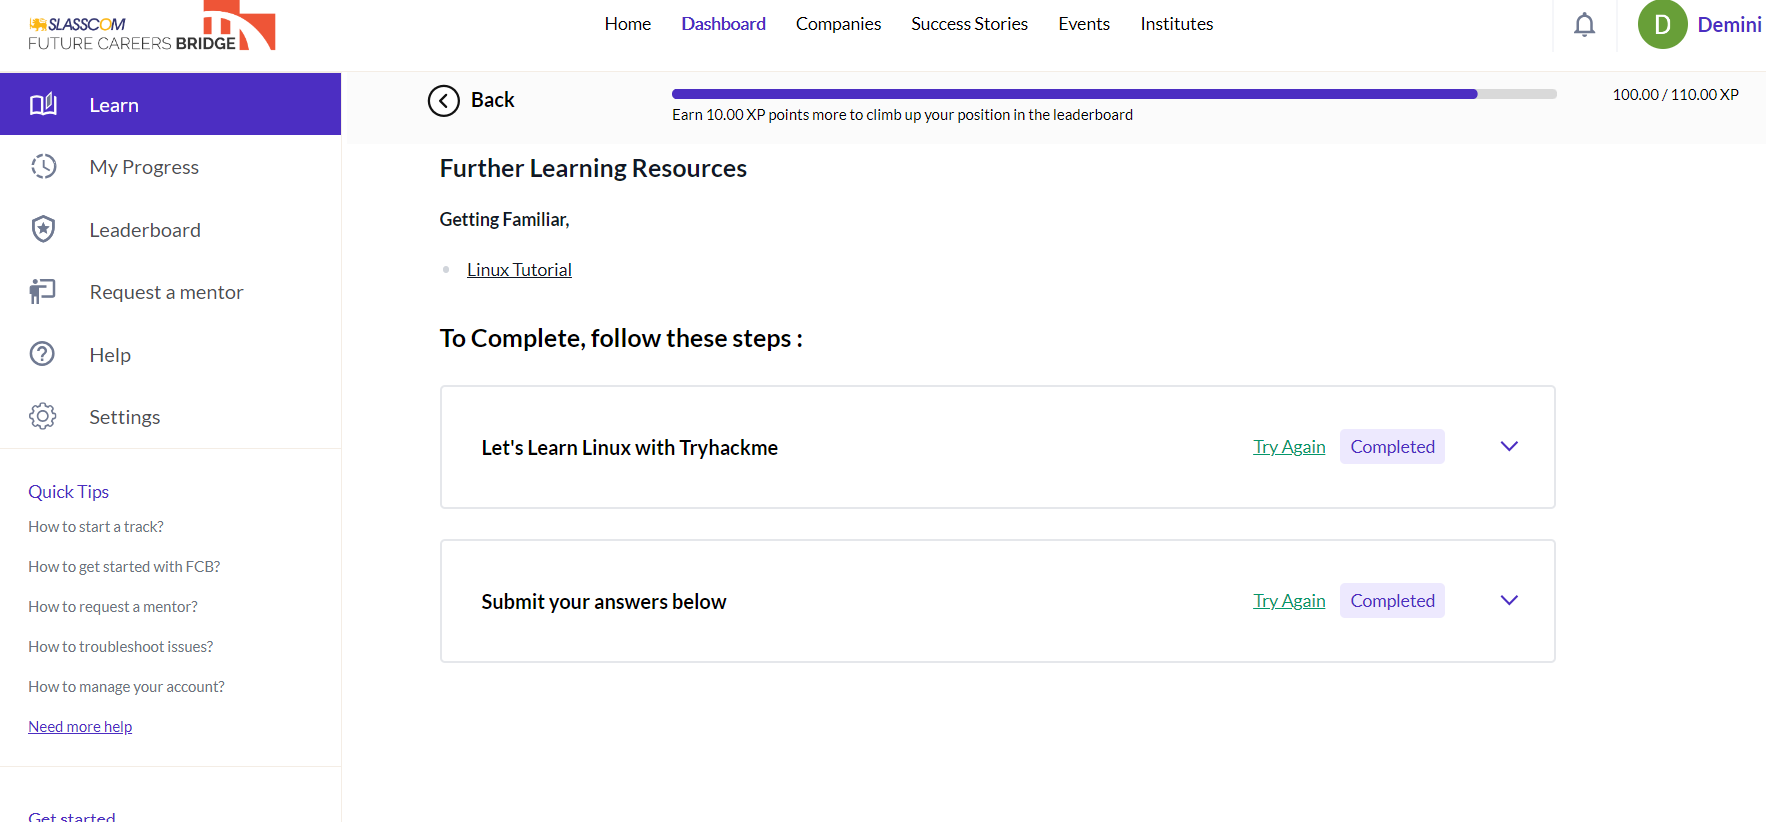 SLASSCOM
FUTURE CAREERS BRIDGE
Home Dashboard Companies Success Stories Events Institutes
D Demini
Learn
My Progress
Leaderboard
Request a mentor
Help
Settings
Quick Tips
How to start a track?
How to get started with FCB?
How to request a mentor?
How to troubleshoot issues?
How to manage your account?
Need more help
Get started
Back
100.00 / 110.00 XP
Earn 10.00 XP points more to climb up your position in the leaderboard
Further Learning Resources
Getting Familiar,
Linux Tutorial
To Complete, follow these steps :
Let's Learn Linux with Tryhackme Try Again Completed
Submit your answers below Try Again Completed